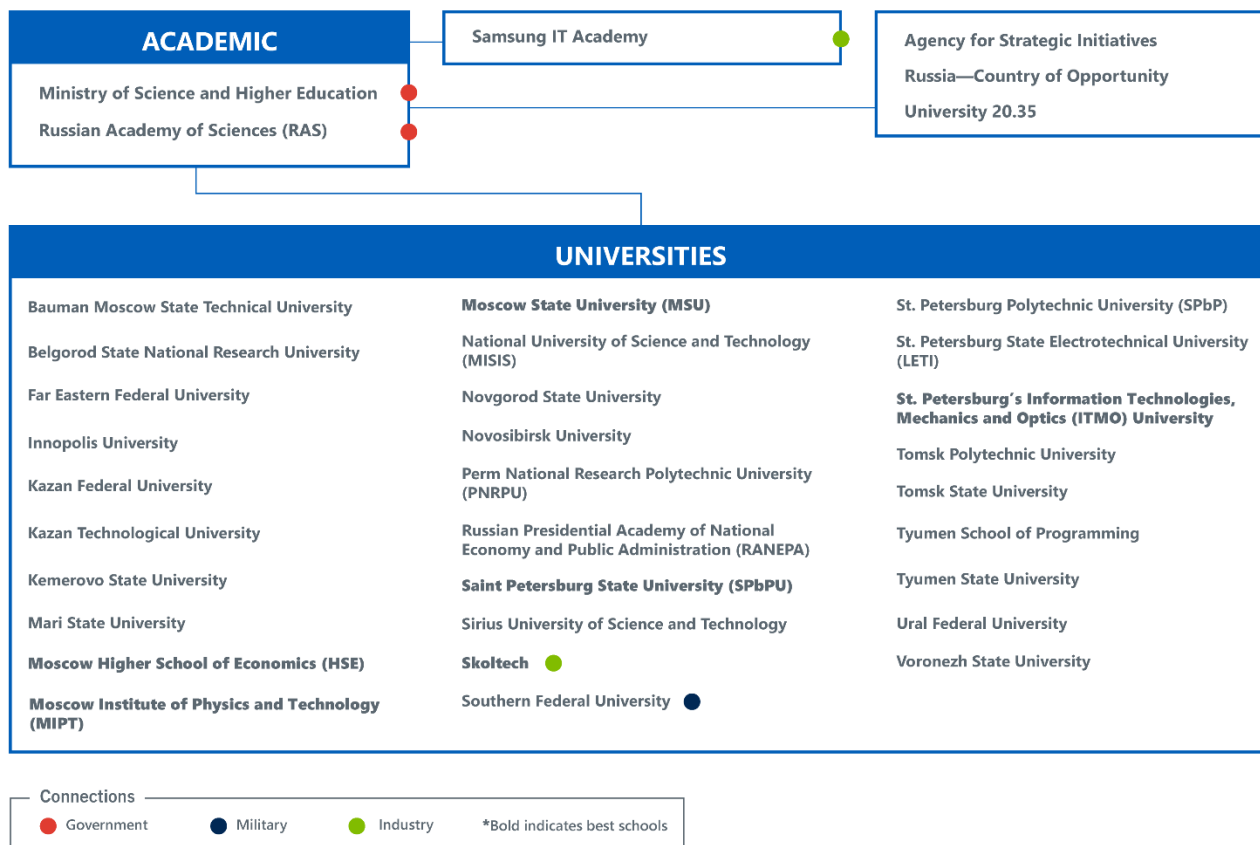 ACADEMIC
Ministry of Science and Higher Education
Russian Academy of Sciences (RAS)
Samsung IT Academy
Agency for Strategic Initiatives
Russia—Country of Opportunity
University 20.35
UNIVERSITIES
Bauman Moscow State Technical University
Belgorod State National Research University
Far Eastern Federal University
Innopolis University
Kazan Federal University
Kazan Technological University
Kemerovo State University
Mari State University
Moscow Higher School of Economics (HSE)
Moscow Institute of Physics and Technology
(MIPT)
Moscow State University (MSU)
National University of Science and Technology
(MISIS)
Novgorod State University
Novosibirsk University
Perm National Research Polytechnic University
(PNRPU)
Russian Presidential Academy of National
Economy and Public Administration (RANEPA)
Saint Petersburg State University (SPbPU)
Sirius University of Science and Technology
Skoltech
Southern Federal University
St. Petersburg Polytechnic University (SPbP)
St. Petersburg State Electrotechnical University
(LETI)
St. Petersburg's Information Technologies,
Mechanics and Optics (ITMO) University
Tomsk Polytechnic University
Tomsk State University
Tyumen School of Programming
Tyumen State University
Ural Federal University
Voronezh State University
Connections
Government
Military
Industry
*Bold indicates best schools